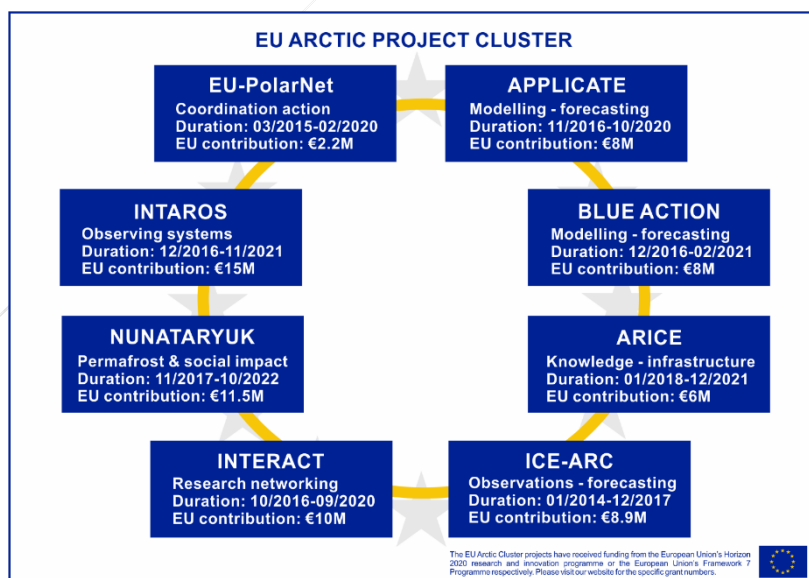 EU ARCTIC PROJECT CLUSTER
EU-PolarNet
Coordination action
Duration: 03/2015-02/2020
EU contribution: €2.2M
APPLICATE
Modelling - forecasting
Duration: 11/2016-10/2020
EU contribution: €8M
INTAROS
Observing systems
Duration: 12/2016-11/2021
EU contribution: €15M
BLUE ACTION
Modelling - forecasting
Duration: 12/2016-02/2021
EU contribution: €8M
NUNATARYUK
Permafrost & social impact
Duration: 11/2017-10/2022
EU contribution: €11.5M
ARICE
Knowledge - infrastructure
Duration: 01/2018-12/2021
EU contribution: €6M
INTERACT
Research networking
Duration: 10/2016-09/2020
EU contribution: €10M
ICE-ARC
Observations - forecasting
Duration: 01/2014-12/2017
EU contribution: €8.9M
The EU Arctic Cluster projects have received funding from the European Union's Horizon
2020 research and innovation programme or the European Union's Framework 7
Programme respectively. Please visit our website for the specific grant numbers.